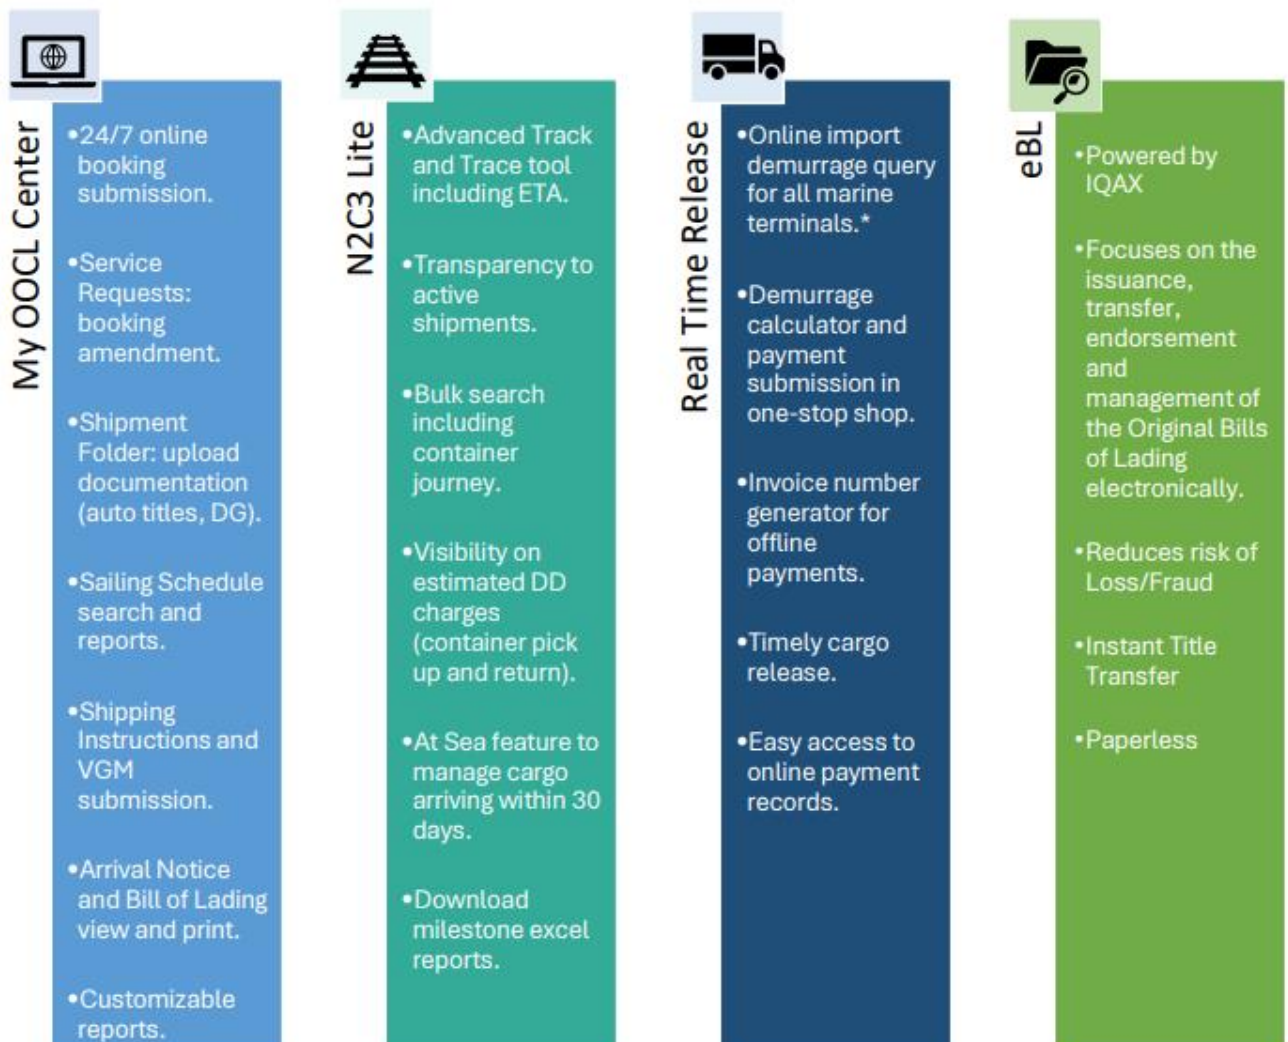 My OOCL Center
•24/7 online
booking
submission.
•Service
Requests:
booking
amendment.
•Shipment
Folder: upload
documentation
(auto titles, DG).
•Sailing Schedule
search and
reports.
•Shipping
Instructions and
VGM
submission.
•Arrival Notice
and Bill of Lading
view and print.
•Customizable
reports.
N2C3 Lite
•Advanced Track
and Trace tool
including ETA.
•Transparency to
active
shipments.
•Bulk search
including
container
journey.
•Visibility on
estimated DD
charges
(container pick
up and return).
•At Sea feature to
manage cargo
arriving within 30
days.
•Download
milestone excel
reports.
Real Time Release
•Online import
demurrage query
for all marine
terminals.*
•Demurrage
calculator and
payment
submission in
one-stop shop.
•Invoice number
generator for
offline
payments.
•Timely cargo
release.
•Easy access to
online payment
records.
eBL
•Powered by
IQAX
•Focuses on the
issuance,
transfer,
endorsement
and
management of
the Original Bills
of Lading
electronically.
•Reduces risk of
Loss/Fraud
•Instant Title
Transfer
•Paperless